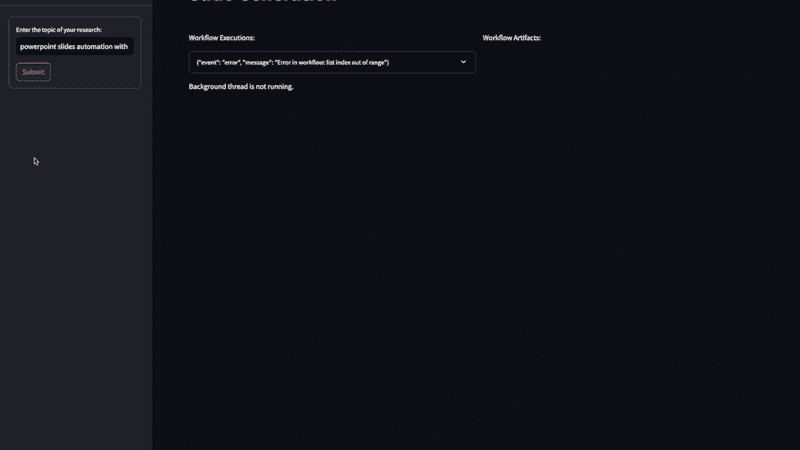 Enter the topic of your research:
powerpoint slides automation with
Submit
Workflow Executions:
{"event": "error", "message": "Error in workflow: list index out of range"}
Background thread is not running.
Workflow Artifacts: